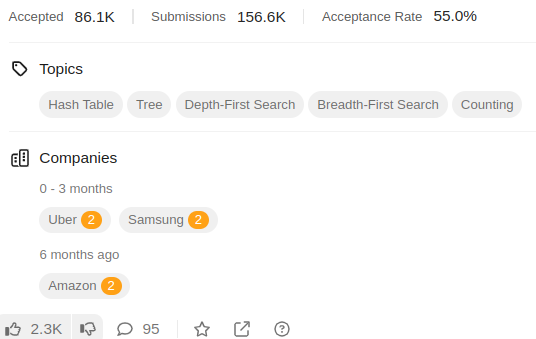 Accepted 86.1K Submissions 156.6K Acceptance Rate 55.0%
Topics
Hash Table Tree Depth-First Search Breadth-First Search Counting
Companies
0 - 3 months
Uber 2 Samsung 2
6 months ago
Amazon 2
2.3K 95